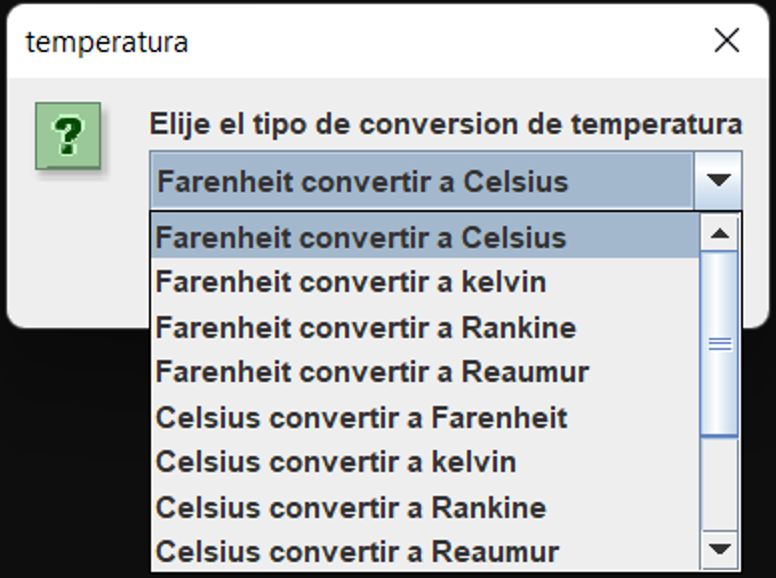 temperatura
Elije el tipo de conversion de temperatura
Farenheit convertir a Celsius
Farenheit convertir a Celsius
Farenheit convertir a kelvin
Farenheit convertir a Rankine
Farenheit convertir a Reaumur
Celsius convertir a Farenheit
Celsius convertir a kelvin
Celsius convertir a Rankine
Celsius convertir a Reaumur